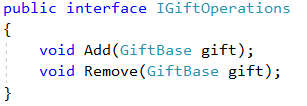 public interface IGiftOperations
{
    void Add(GiftBase gift);
    void Remove(GiftBase gift);
}